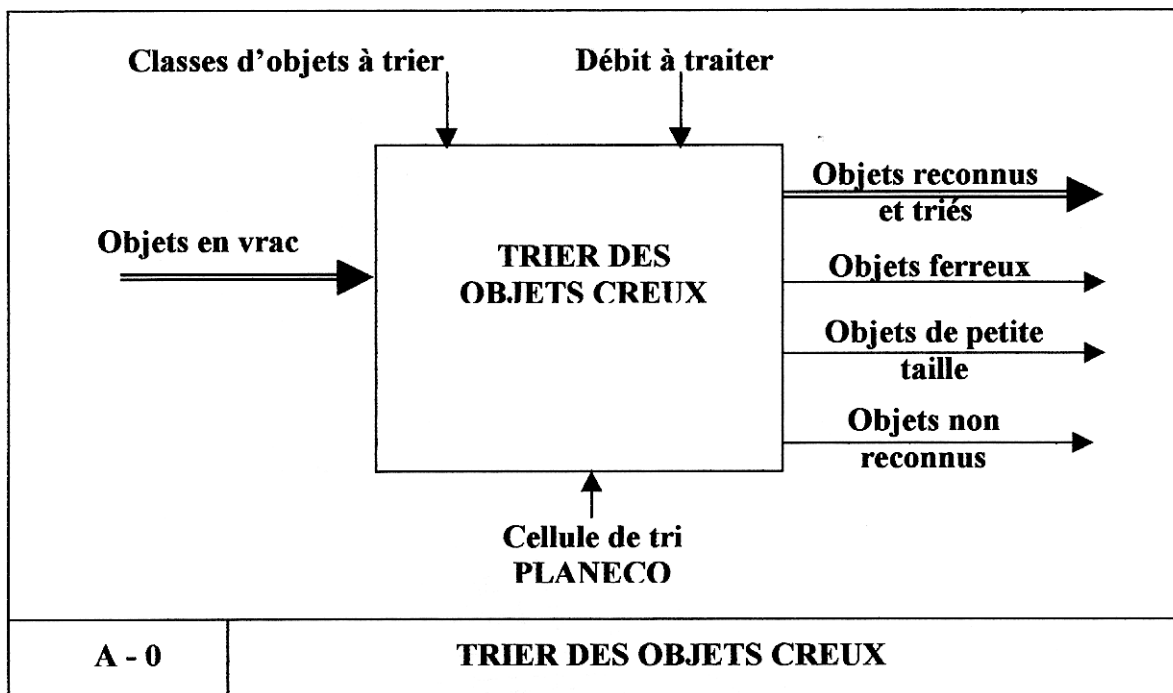 Classes d'objets à trier
Débit à traiter
Objets reconnus
et triés
Objets en vrac
TRIER DES
OBJETS CREUX
Objets ferreux
Objets de petite
taille
Objets non
reconnus
Cellule de tri
PLANECO
A - 0
TRIER DES OBJETS CREUX